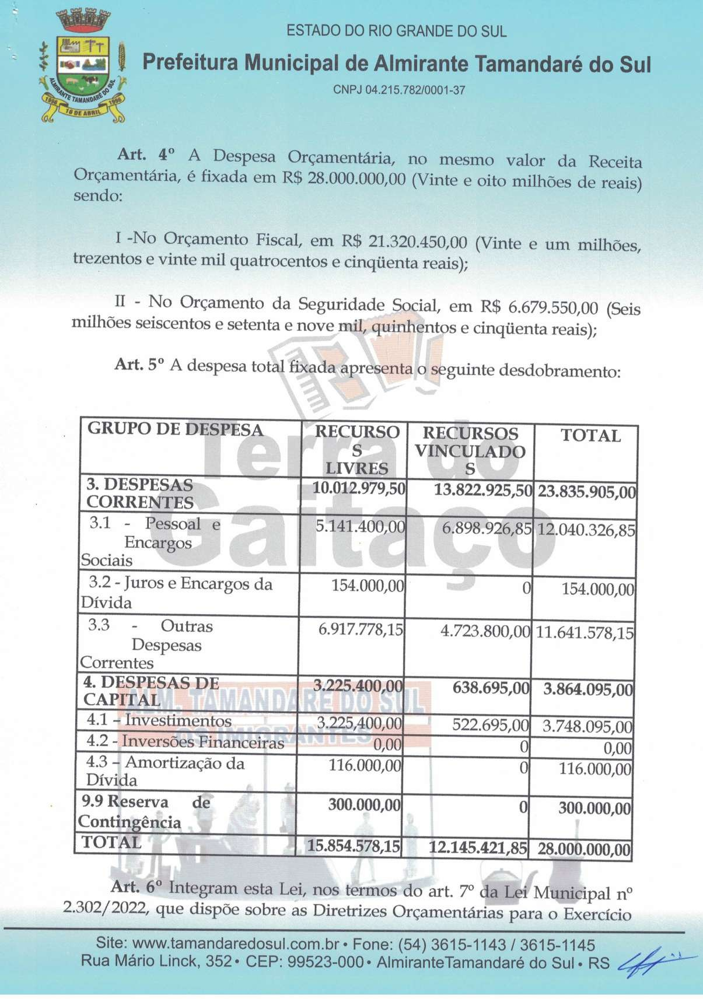 ESTADO DO RIO GRANDE DO SUL
Prefeitura Municipal de Almirante Tamandaré do Sul
CNPJ 04.215.782/0001-37
ALMIRANTE TAMANDARÉ DO SUL
1996 16 DE ABRIL 1996
Art. 4º A Despesa Orçamentária, no mesmo valor da Receita
Orçamentária, é fixada em R$ 28.000.000,00 (Vinte e oito milhões de reais)
sendo:
I -No Orçamento Fiscal, em R$ 21.320.450,00 (Vinte e um milhões,
trezentos e vinte mil quatrocentos e cinqüenta reais);
II - No Orçamento da Seguridade Social, em R$ 6.679.550,00 (Seis
milhões seiscentos e setenta e nove mil, quinhentos e cinqüenta reais);
Art. 5º A despesa total fixada apresenta o seguinte desdobramento:
Terra do
Gaitaço
GRUPO DE DESPESA RECURSO RECURSOS TOTAL
S VINCULADO
LIVRES S
3. DESPESAS 10.012.979,50 13.822.925,50 23.835.905,00
CORRENTES
3.1 - Pessoal e 5.141.400,00 6.898.926,85 12.040.326,85
Encargos
Sociais
3.2 - Juros e Encargos da 154.000,00 0 154.000,00
Dívida
3.3 - Outras 6.917.778,15 4.723.800,00 11.641.578,15
Despesas
Correntes
4. DESPESAS DE 3.225.400,00 638.695,00 3.864.095,00
CAPITAL
ALM. TAMANDARÉ DO SUL
4.1 – Investimentos 3.225,400,00 522.695,00 3.748.095,00
OS IMIGRANTES
4.2 - Inversões Financeiras 0,00 0 0,00
4.3 – Amortização da 116.000,00 0 116.000,00
Dívida
9.9 Reserva de 300.000,00 0 300.000,00
Contingência
TOTAL 15.854.578,15 12.145.421,85 28.000.000,00
Art. 6º Integram esta Lei, nos termos do art. 7º da Lei Municipal nº
2.302/2022, que dispõe sobre as Diretrizes Orçamentárias para o Exercício
Site: www.tamandaredosul.com.br • Fone: (54) 3615-1143 / 3615-1145
Rua Mário Linck, 352 • CEP: 99523-000 • AlmiranteTamandaré do Sul • RS